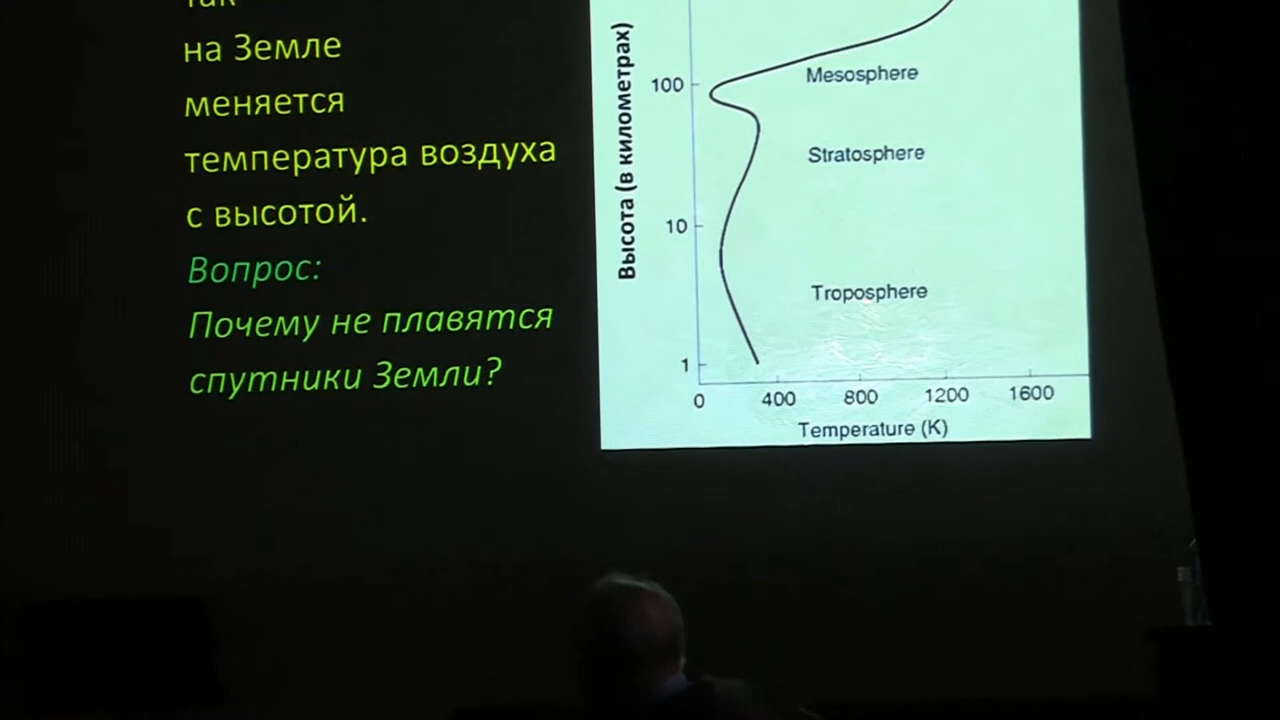 так
на Земле
меняется
температура воздуха
с высотой.
Вопрос:
Почему не плавятся
спутники Земли?
Высота (в километрах)
100
10
1
Mesosphere
Stratosphere
Troposphere
0 400 800 1200 1600
Temperature (K)